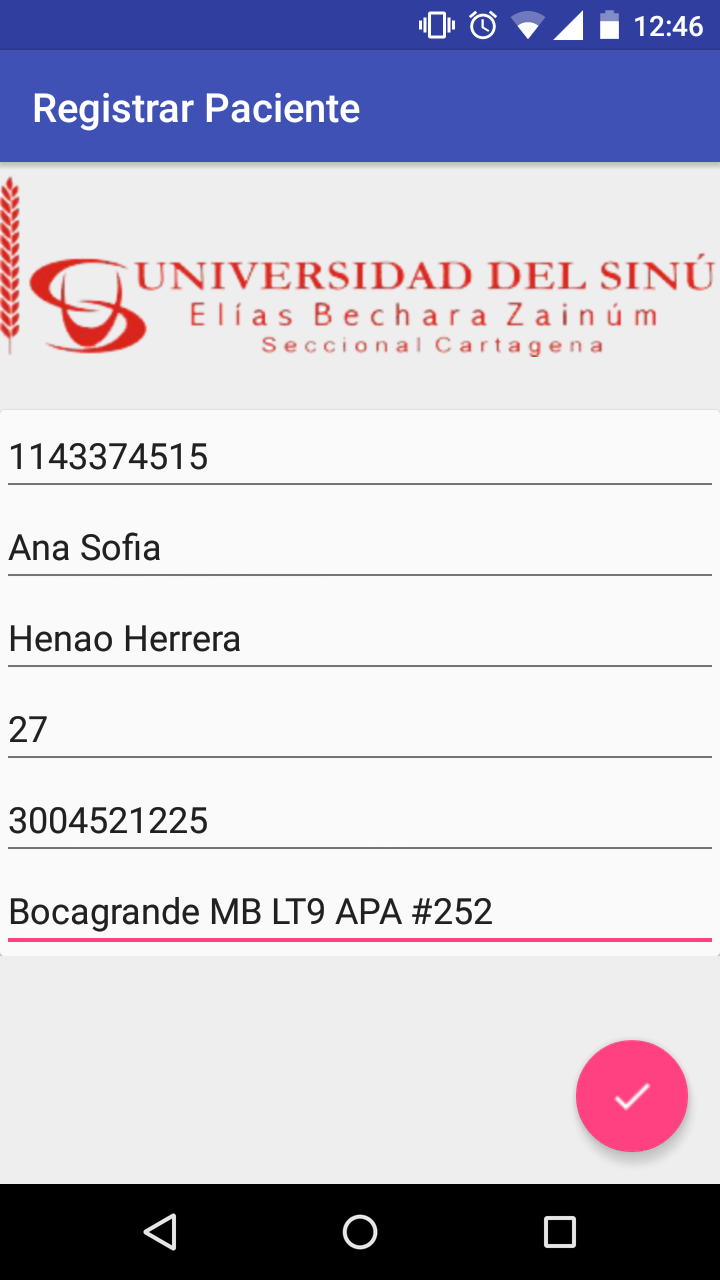 12:46
Registrar Paciente
UNIVERSIDAD DEL SINÚ
Elías Bechara Zainúm
Seccional Cartagena
1143374515
Ana Sofia
Henao Herrera
27
3004521225
Bocagrande MB LT9 APA #252